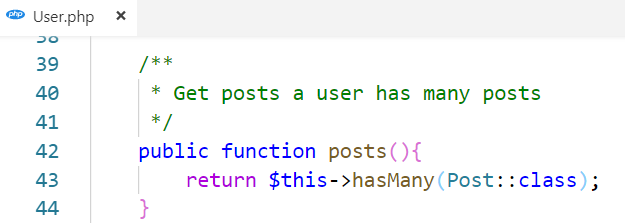 php User.php ×
38
39 /**
40 * Get posts a user has many posts
41 */
42 public function posts(){
43 return $this->hasMany(Post::class);
44 }